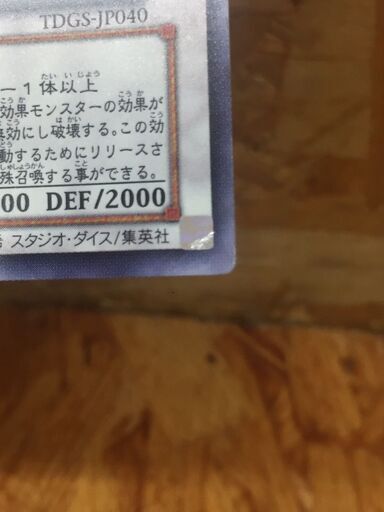 TDGS-JP040
ー１体以上
効果モンスターの効果が
無効にし破壊する。この効
動するためにリリースさ
殊召喚する事ができる。
00 DEF/2000
スタジオ・ダイス/集英社